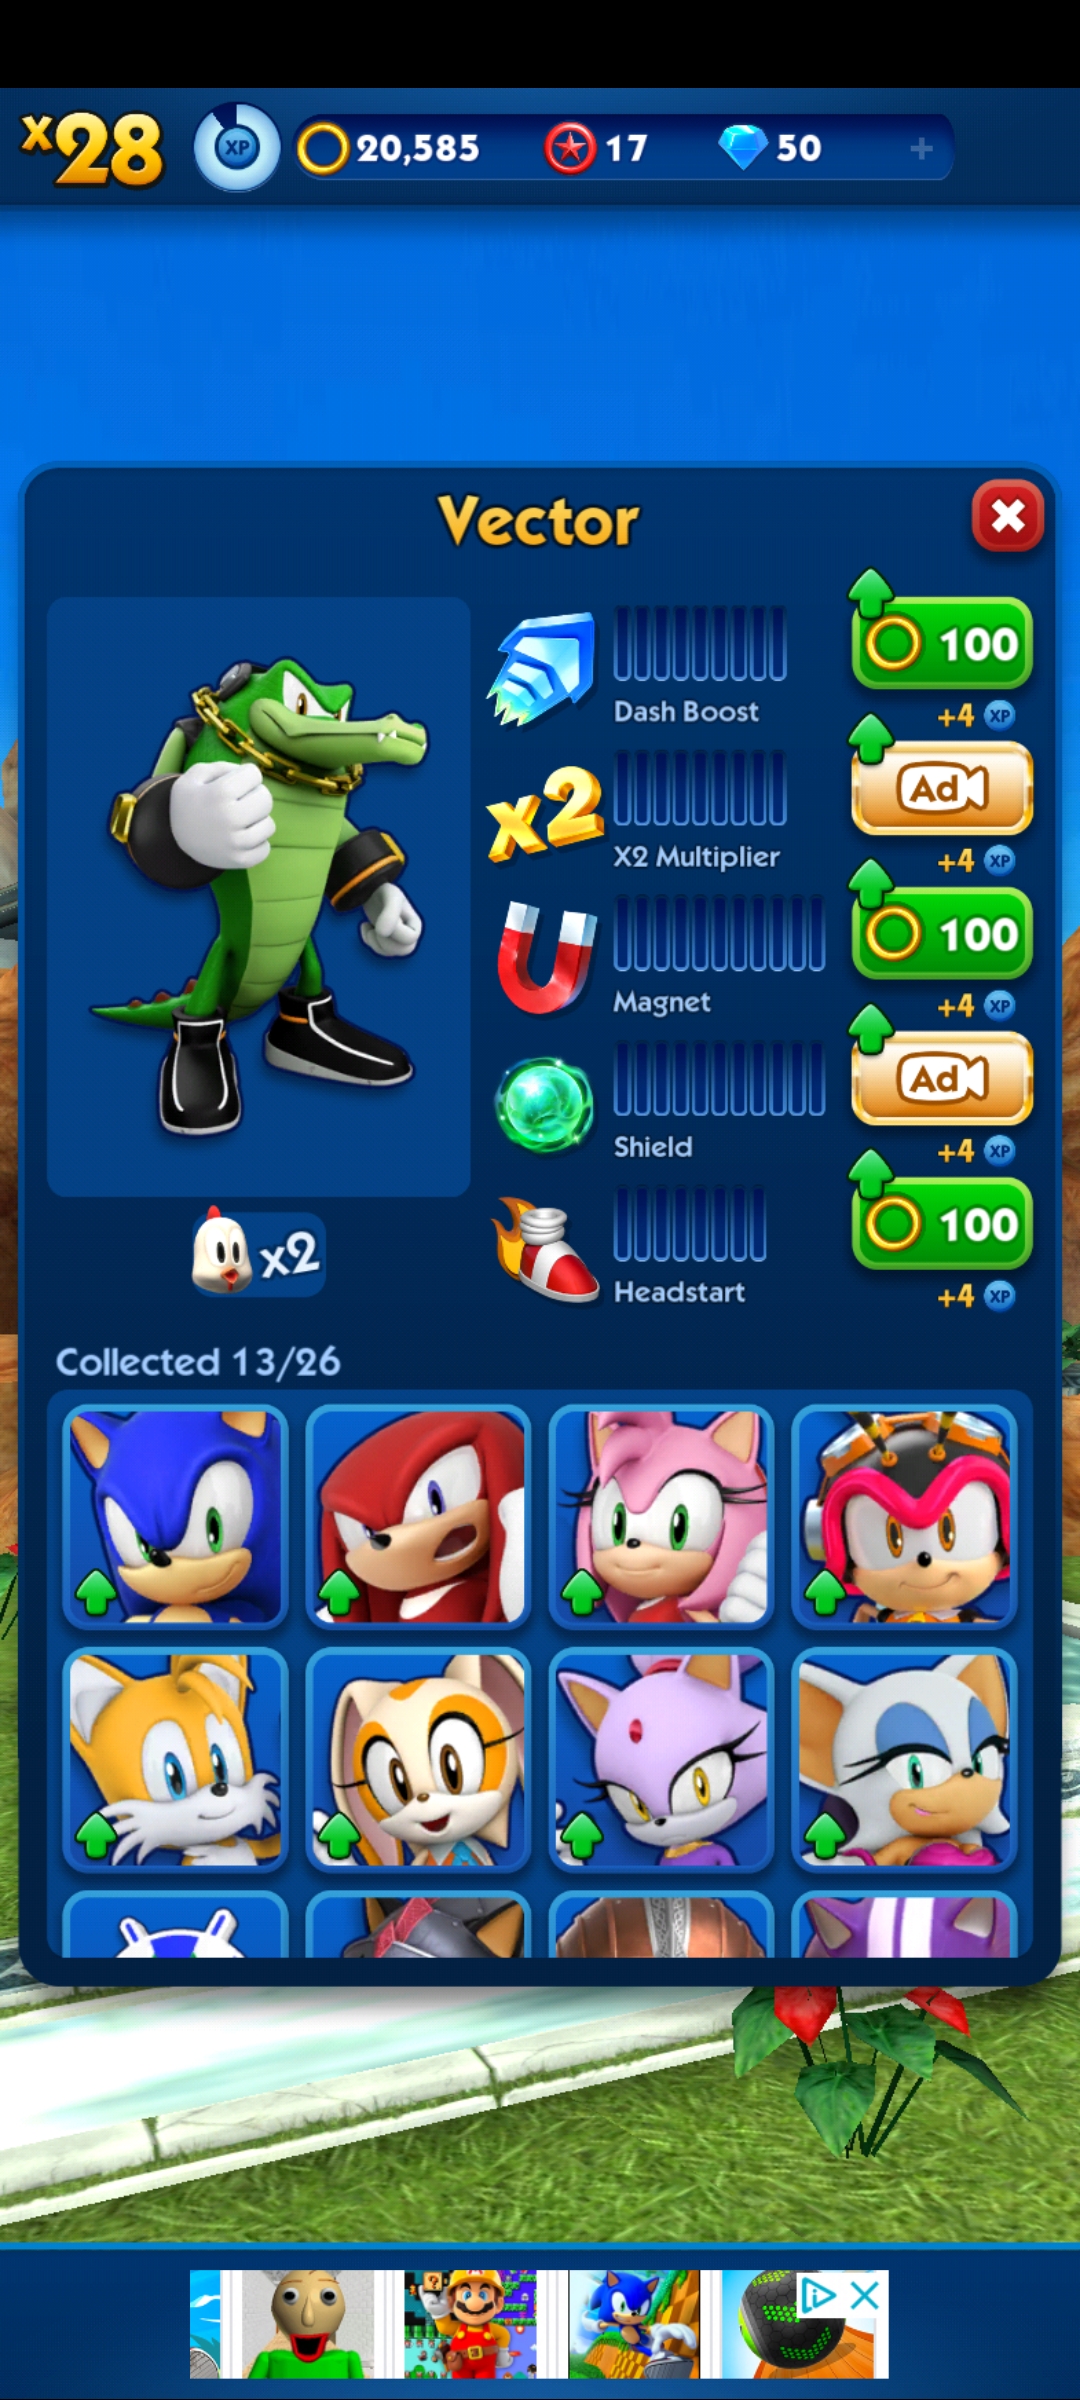 x28 XP 20,585 17 50 +
Vector
100
Dash Boost
+4 XP
x2
Ad
X2 Multiplier
+4 XP
100
Magnet
+4 XP
Ad
Shield
+4 XP
x2
100
Headstart
+4 XP
Collected 13/26